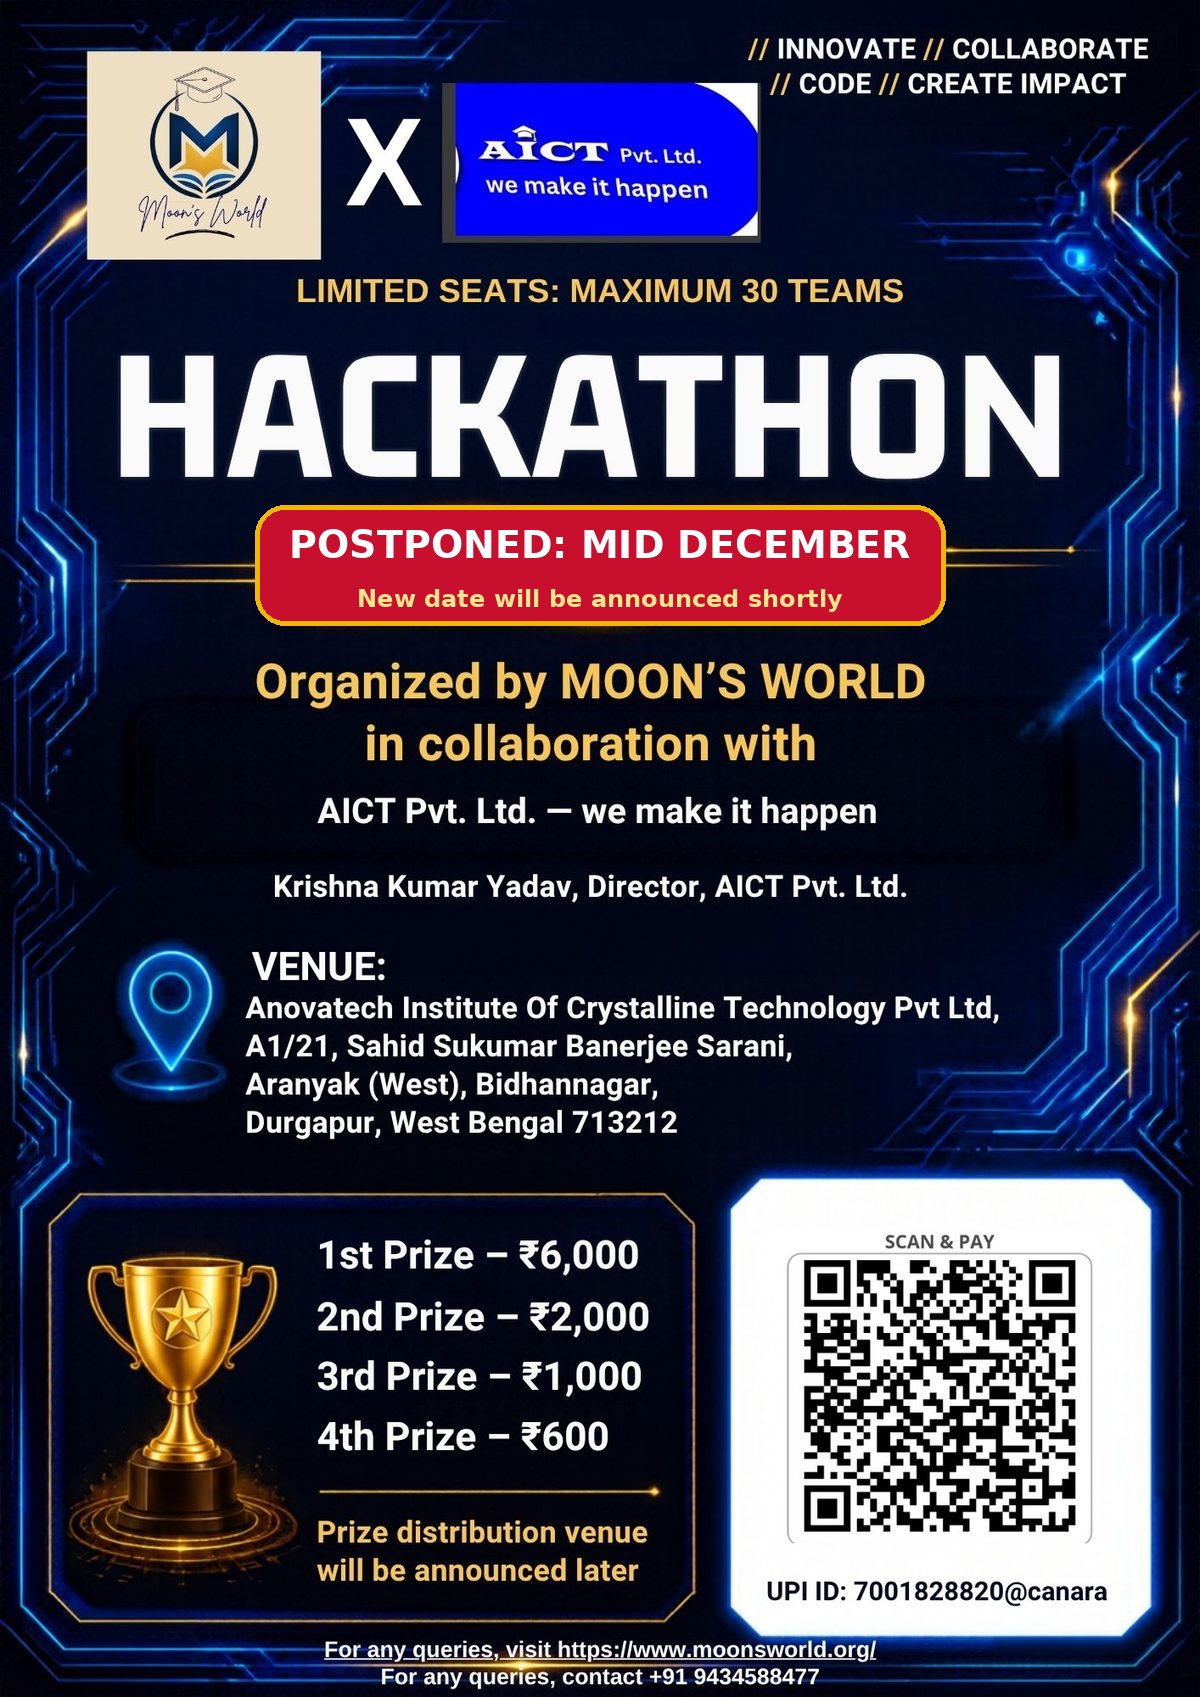 // INNOVATE // COLLABORATE
// CODE // CREATE IMPACT
M
Moon's World
X
AICT Pvt. Ltd.
we make it happen
LIMITED SEATS: MAXIMUM 30 TEAMS
HACKATHON
POSTPONED: MID DECEMBER
New date will be announced shortly
Organized by MOON’S WORLD
in collaboration with
AICT Pvt. Ltd. — we make it happen
Krishna Kumar Yadav, Director, AICT Pvt. Ltd.
VENUE:
Anovatech Institute Of Crystalline Technology Pvt Ltd,
A1/21, Sahid Sukumar Banerjee Sarani,
Aranyak (West), Bidhannagar,
Durgapur, West Bengal 713212
1st Prize – ₹6,000
2nd Prize – ₹2,000
3rd Prize – ₹1,000
4th Prize – ₹600
Prize distribution venue
will be announced later
SCAN & PAY
UPI ID: 7001828820@canara
For any queries, visit https://www.moonsworld.org/
For any queries, contact +91 9434588477